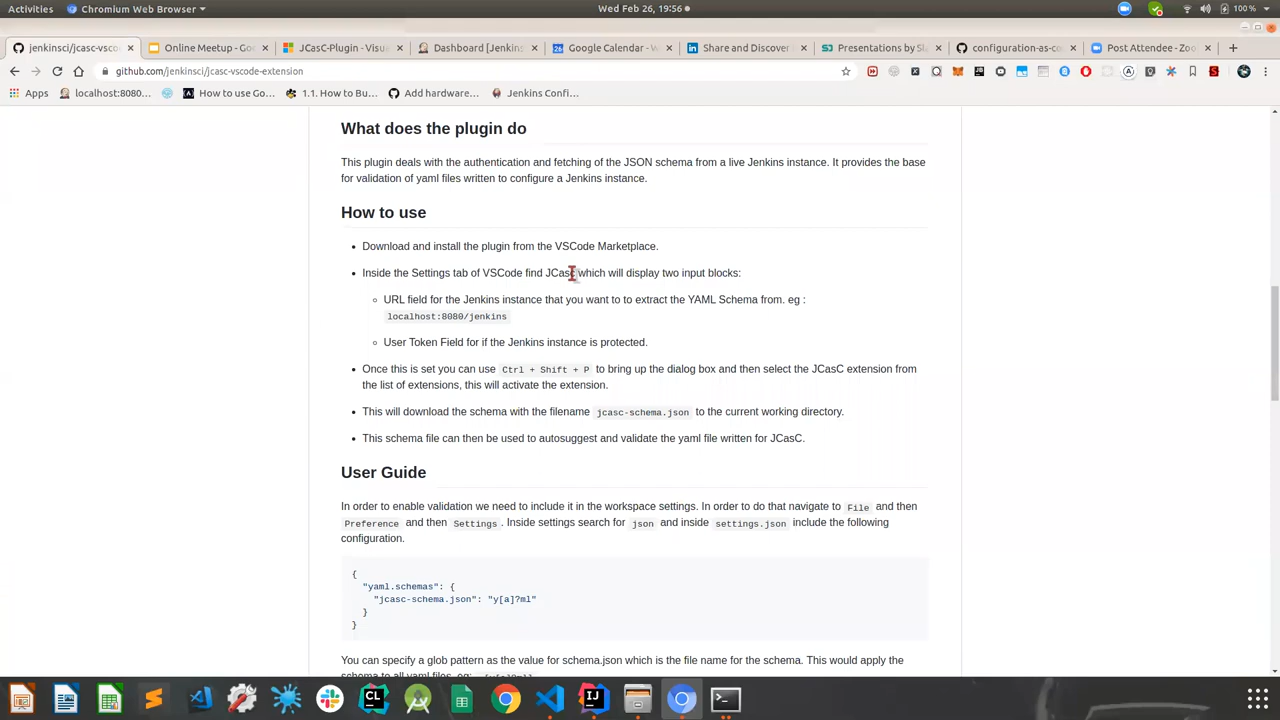 Activities
Chromium Web Browser
Wed Feb 26, 19:56
100 %
jenkinsci/jcasc-vsco
Online Meetup - Go
JCasC-Plugin - Visu
Dashboard [Jenkins
Google Calendar - W
Share and Discover
Presentations by Sl
configuration-as-co
Post Attendee - Zo
github.com/jenkinsci/jcasc-vscode-extension
Apps
localhost:8080...
How to use Go...
1.1. How to Bu...
Add hardware...
Jenkins Confi...
What does the plugin do
This plugin deals with the authentication and fetching of the JSON schema from a live Jenkins instance. It provides the base
for validation of yaml files written to configure a Jenkins instance.
How to use
Download and install the plugin from the VSCode Marketplace.
Inside the Settings tab of VSCode find JCasC which will display two input blocks:
URL field for the Jenkins instance that you want to to extract the YAML Schema from. eg :
localhost:8080/jenkins
User Token Field for if the Jenkins instance is protected.
Once this is set you can use Ctrl + Shift + P to bring up the dialog box and then select the JCasC extension from
the list of extensions, this will activate the extension.
This will download the schema with the filename jcasc-schema.json to the current working directory.
This schema file can then be used to autosuggest and validate the yaml file written for JCasC.
User Guide
In order to enable validation we need to include it in the workspace settings. In order to do that navigate to File and then
Preference and then Settings . Inside settings search for json and inside settings.json include the following
configuration.
{
"yaml.schemas": {
"jcasc-schema.json": "y[a]?ml"
}
}
You can specify a glob pattern as the value for schema.json which is the file name for the schema. This would apply the
schema to all yaml files. eg: .[y[a]?ml]